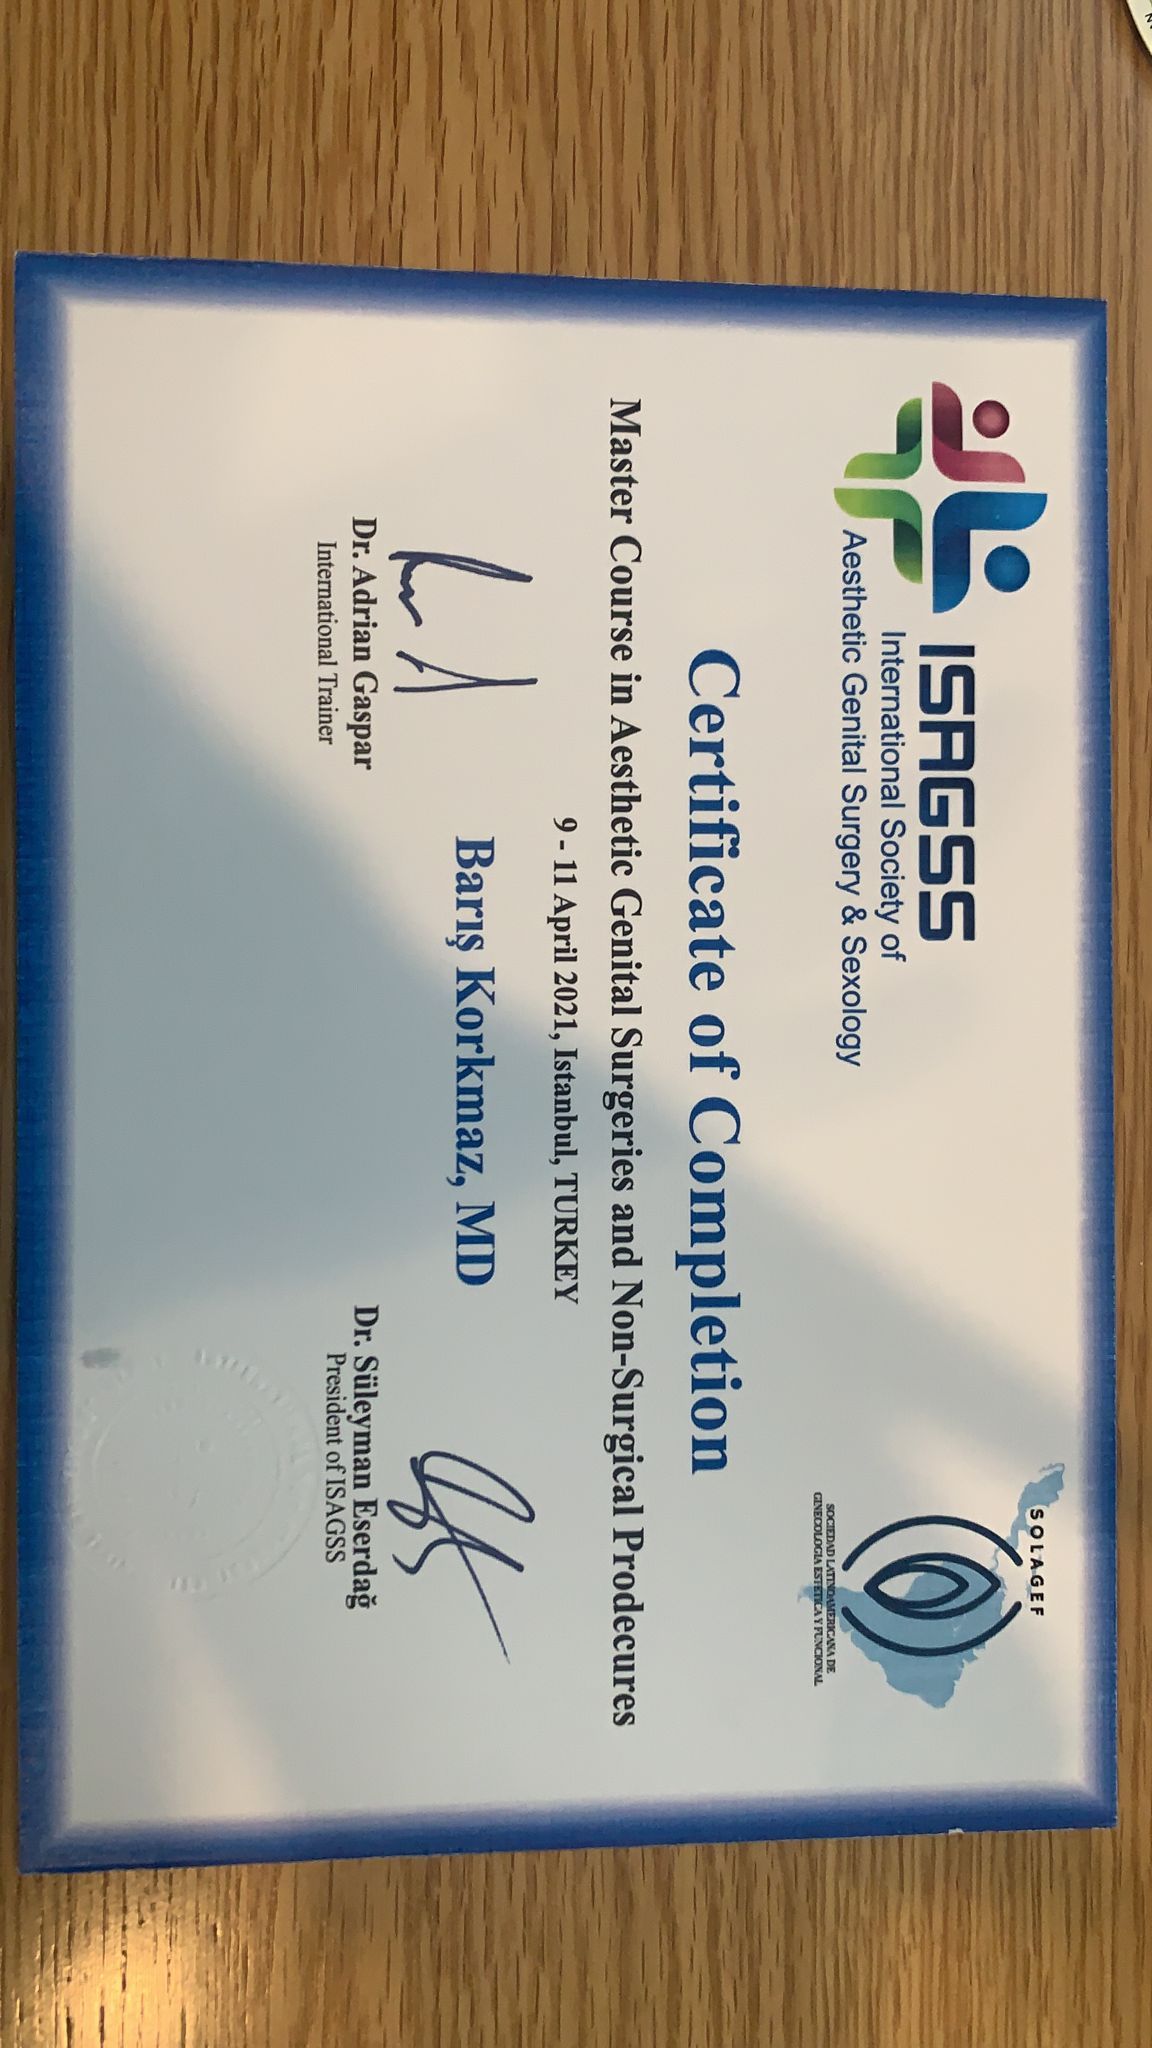 ISAGSS
International Society of
Aesthetic Genital Surgery & Sexology
SOLAGEF
SOCIEDAD LATINOAMERICANA DE
GINECOLOGIA ESTETICA Y FUNCIONAL
Certificate of Completion
Master Course in Aesthetic Genital Surgeries and Non-Surgical Prodecures
9 - 11 April 2021, Istanbul, TURKEY
Barış Korkmaz, MD
Dr. Adrian Gaspar
International Trainer
Dr. Süleyman Eserdağ
President of ISAGSS